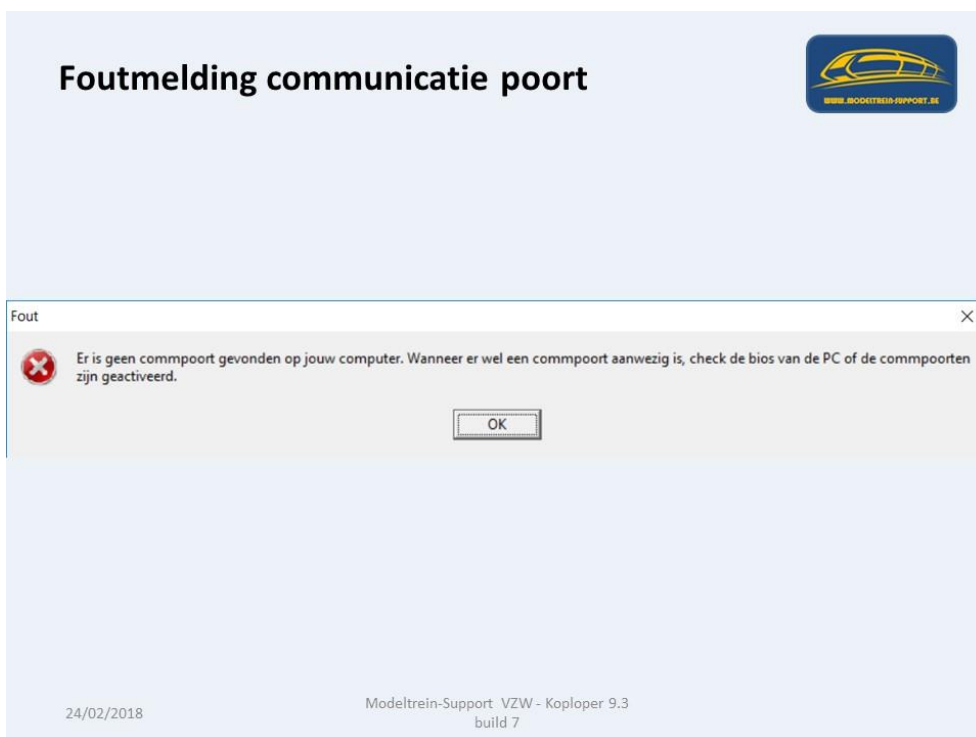 Foutmelding communicatie poort
WWW.MODELTREIN-SUPPORT.BE
Fout
Er is geen commpoort gevonden op jouw computer. Wanneer er wel een commpoort aanwezig is, check de bios van de PC of de commpoorten
zijn geactiveerd.
OK
24/02/2018
Modeltrein-Support VZW - Koploper 9.3
build 7